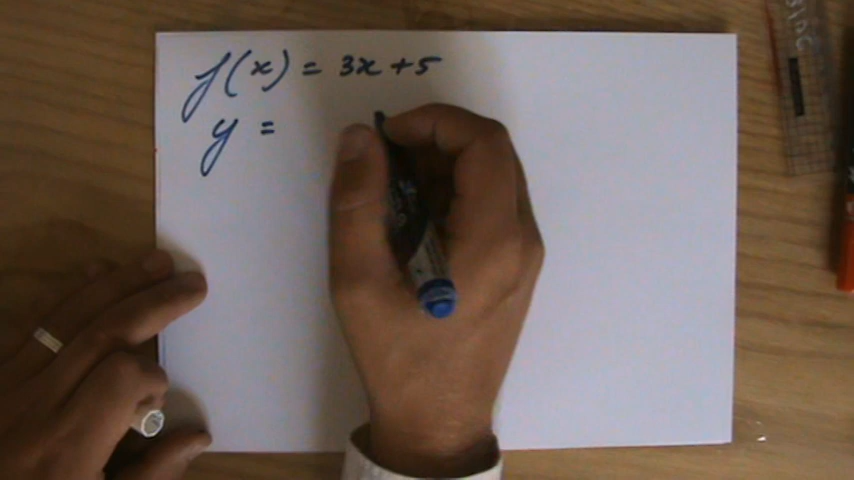 f(x) = 3x + 5
y =